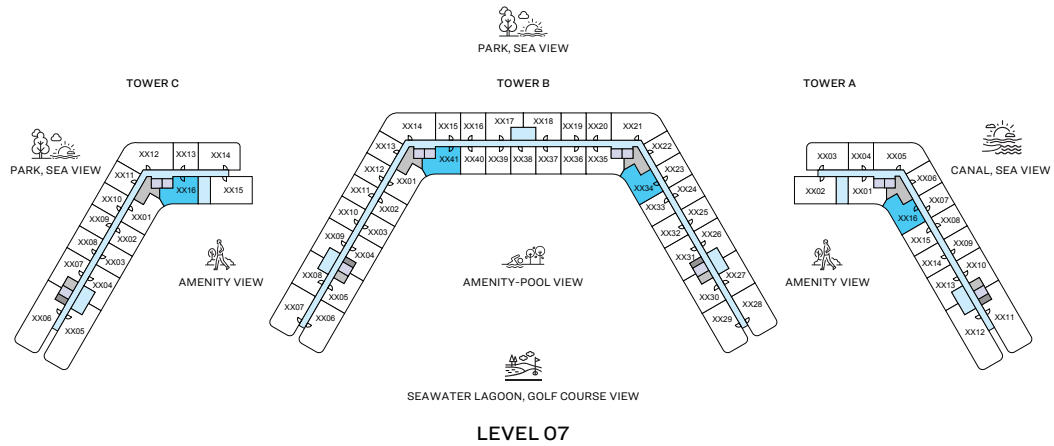 PARK, SEA VIEW
TOWER C
TOWER B
TOWER A
PARK, SEA VIEW
CANAL, SEA VIEW
XX12
XX13
XX14
XX11
XX16
XX15
XX10
XX01
XX09
XX02
XX08
XX03
XX07
XX04
XX06
XX05
AMENITY VIEW
XX14
XX15
XX16
XX17
XX18
XX19
XX20
XX21
XX13
XX41
XX40
XX39
XX38
XX37
XX36
XX35
XX22
XX12
XX01
XX23
XX34
XX11
XX02
XX24
XX33
XX10
XX03
XX25
XX32
XX09
XX04
XX26
XX31
XX08
XX05
XX27
XX30
XX07
XX06
XX28
XX29
AMENITY-POOL VIEW
XX03
XX04
XX05
XX02
XX01
XX06
XX07
XX16
XX08
XX15
XX09
XX14
XX10
XX13
XX11
XX12
AMENITY VIEW
SEAWATER LAGOON, GOLF COURSE VIEW
LEVEL 07